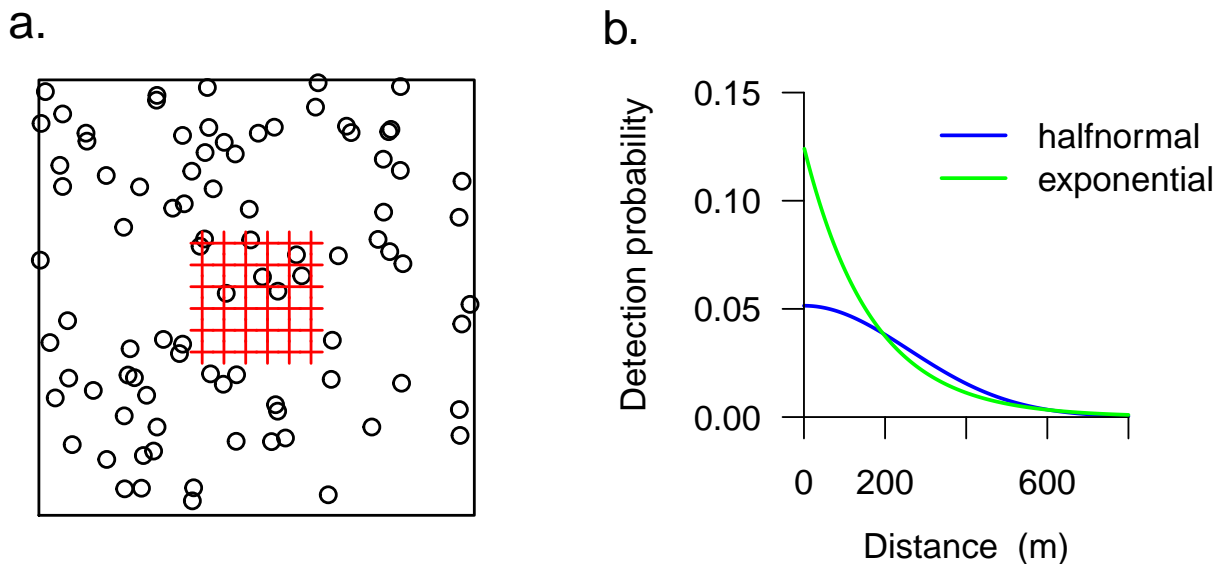 a.
b.
Detection probability
0.15
0.10
0.05
0.00
halfnormal
exponential
0 200 600
Distance (m)